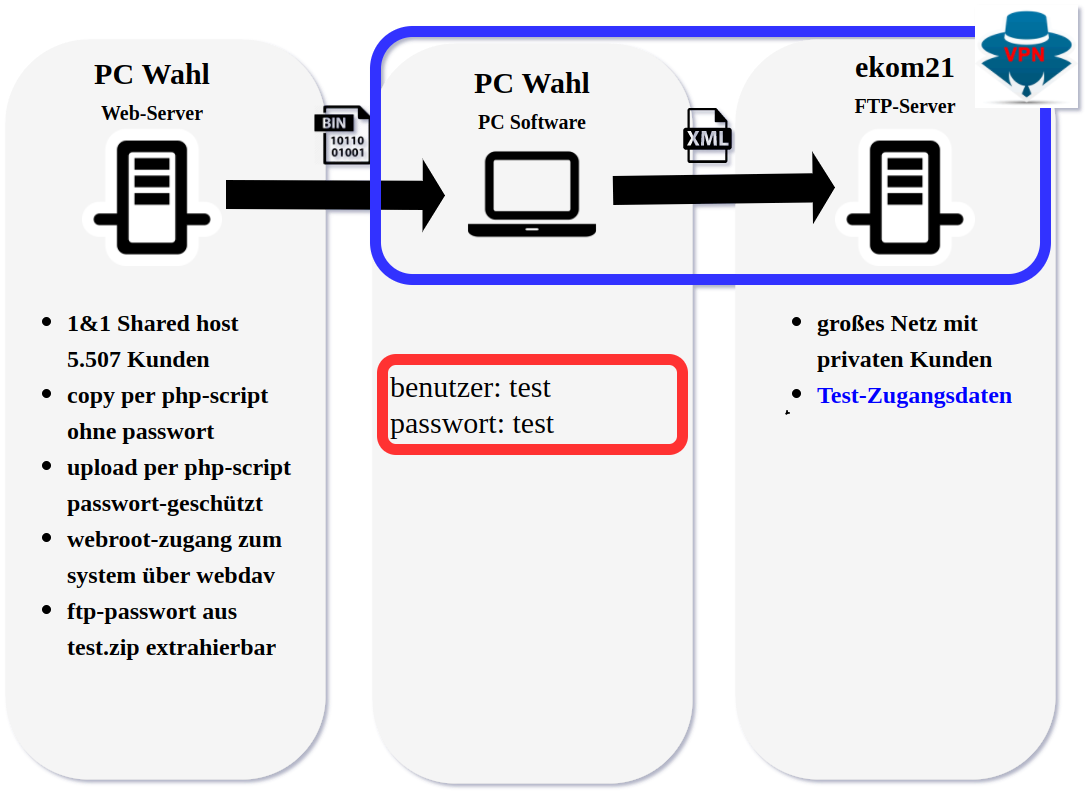 PC Wahl
Web-Server
BIN
10110
01001
1&1 Shared host
5.507 Kunden
copy per php-script
ohne passwort
upload per php-script
passwort-geschützt
webroot-zugang zum
system über webdav
ftp-passwort aus
test.zip extrahierbar
PC Wahl
PC Software
XML
benutzer: test
passwort: test
ekom21
FTP-Server
VPN
großes Netz mit
privaten Kunden
Test-Zugangsdaten